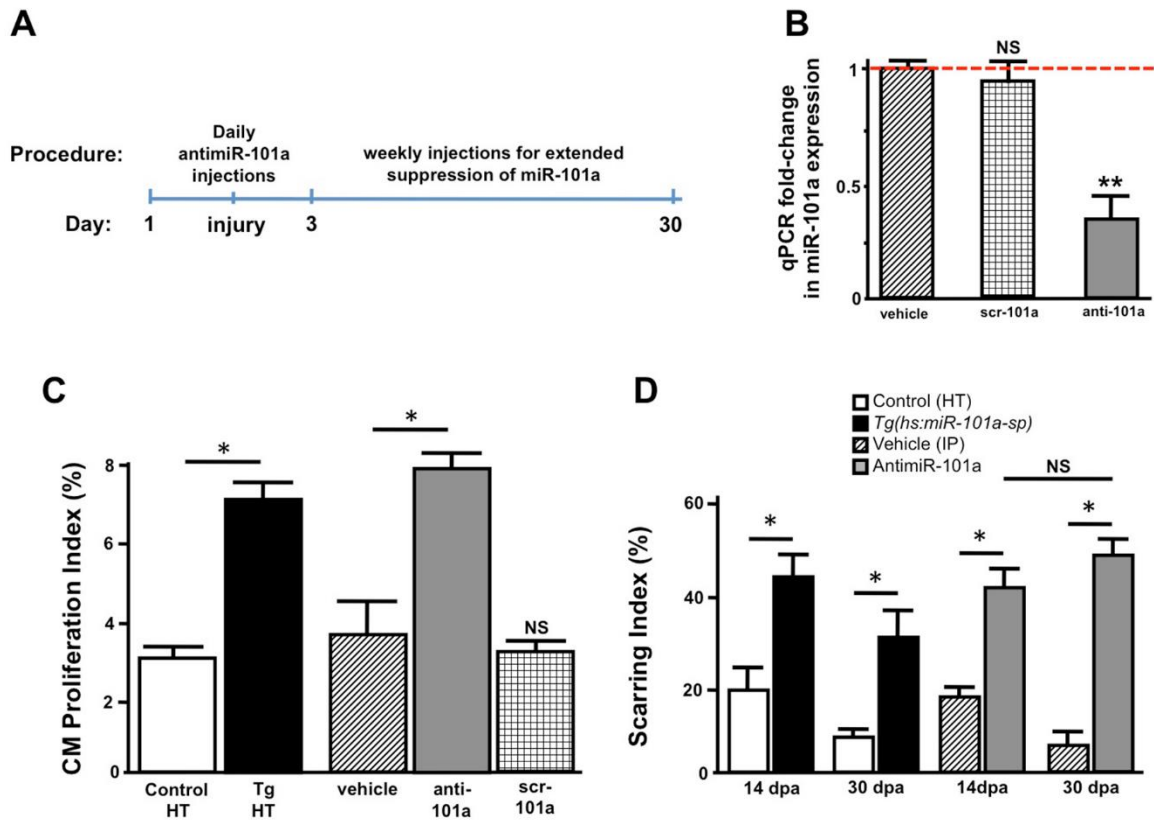 A
Procedure:
Daily
antimiR-101a
injections
weekly injections for extended
suppression of miR-101a
Day:
1
injury
3
30
B
qPCR fold-change
in miR-101a expression
1
0.5
0
NS
**
vehicle
scr-101a
anti-101a
C
CM Proliferation Index (%)
8
6
4
2
0
*
*
NS
Control
HT
Tg
HT
vehicle
anti-
101a
scr-
101a
D
Control (HT)
Tg(hs:miR-101a-sp)
Vehicle (IP)
AntimiR-101a
Scarring Index (%)
60
40
20
0
*
*
*
NS
*
14 dpa
30 dpa
14dpa
30 dpa